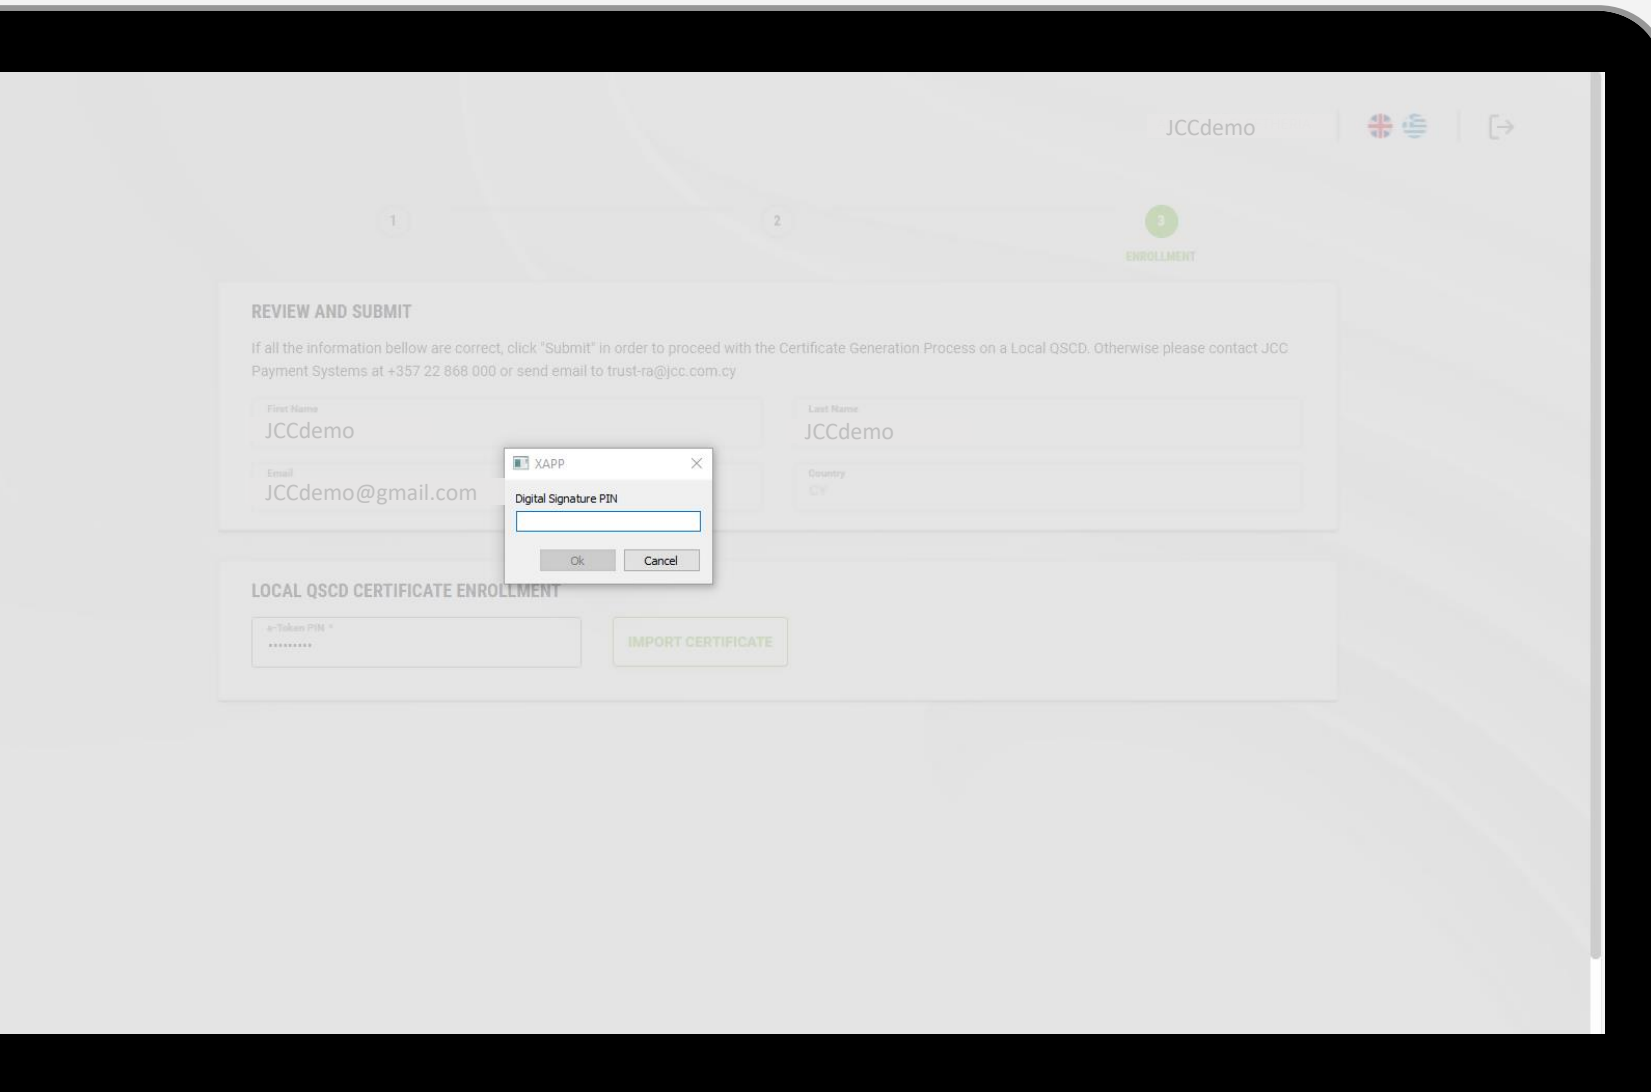 JCCdemo
1
2
3
ENROLLMENT
REVIEW AND SUBMIT
If all the information bellow are correct, click "Submit" in order to proceed with the Certificate Generation Process on a Local QSCD. Otherwise please contact JCC
Payment Systems at +357 22 868 000 or send email to trust-ra@jcc.com.cy
First Name
JCCdemo
Last Name
JCCdemo
Email
JCCdemo@gmail.com
Country
CY
XAPP
Digital Signature PIN
Ok
Cancel
LOCAL QSCD CERTIFICATE ENROLLMENT
e-Token PIN *
•••••••••
IMPORT CERTIFICATE